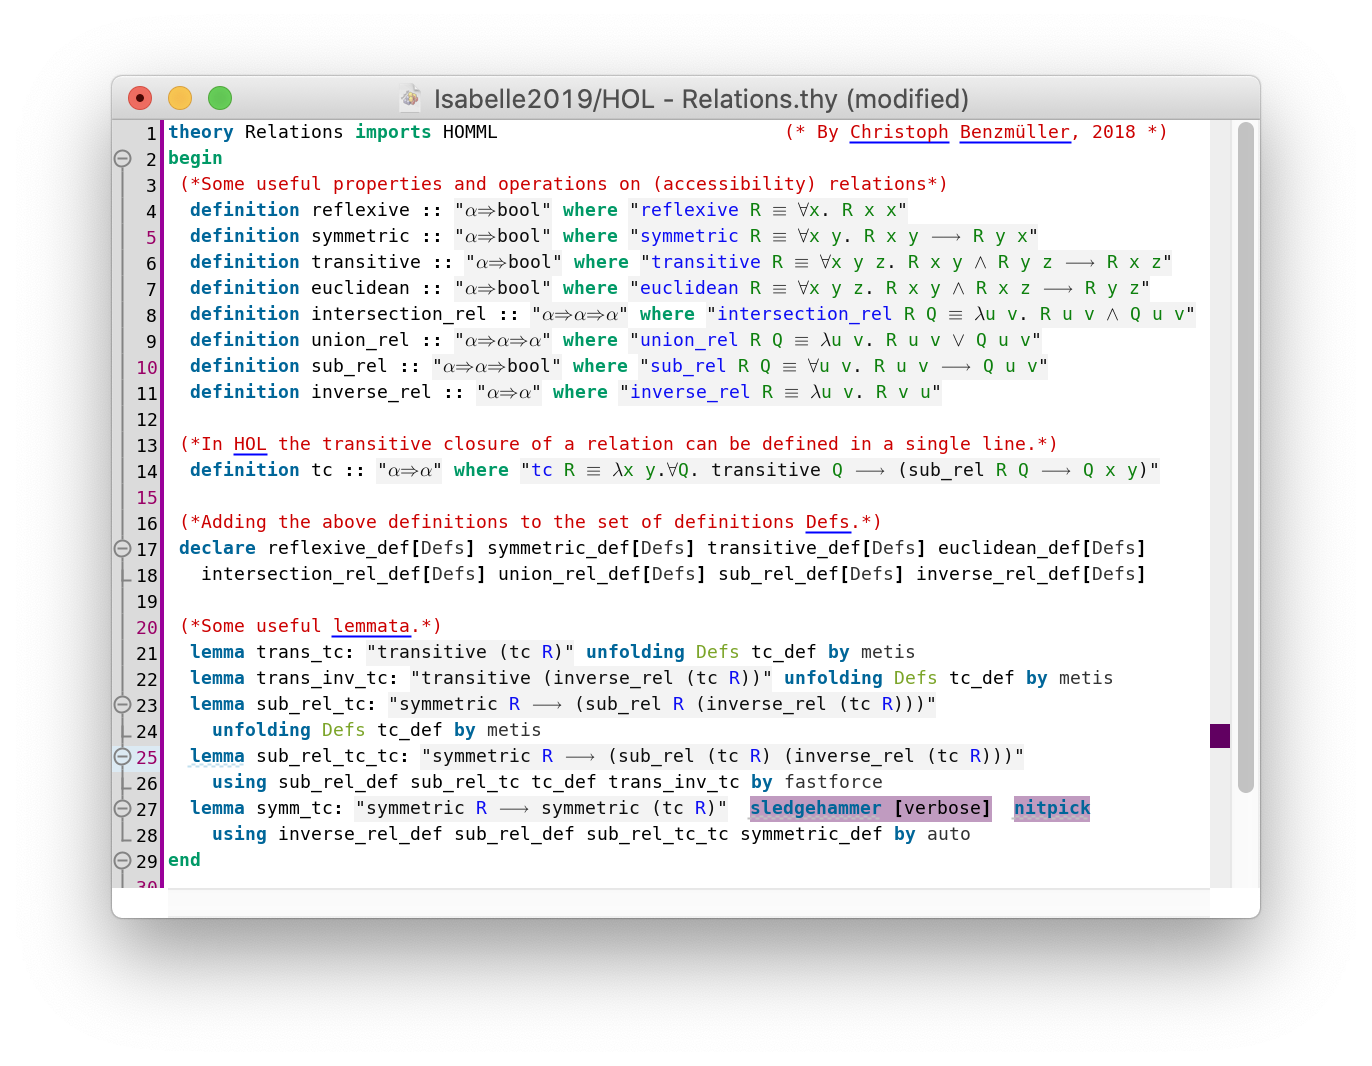 Isabelle2019/HOL - Relations.thy (modified)
1 theory Relations imports HOMML (* By Christoph Benzmüller, 2018 *)
2 begin
3 (*Some useful properties and operations on (accessibility) relations*)
4 definition reflexive :: "α⇒bool" where "reflexive R ≡ ∀x. R x x"
5 definition symmetric :: "α⇒bool" where "symmetric R ≡ ∀x y. R x y ⟶ R y x"
6 definition transitive :: "α⇒bool" where "transitive R ≡ ∀x y z. R x y ∧ R y z ⟶ R x z"
7 definition euclidean :: "α⇒bool" where "euclidean R ≡ ∀x y z. R x y ∧ R x z ⟶ R y z"
8 definition intersection_rel :: "α⇒α⇒α" where "intersection_rel R Q ≡ λu v. R u v ∧ Q u v"
9 definition union_rel :: "α⇒α⇒α" where "union_rel R Q ≡ λu v. R u v ∨ Q u v"
10 definition sub_rel :: "α⇒α⇒bool" where "sub_rel R Q ≡ ∀u v. R u v ⟶ Q u v"
11 definition inverse_rel :: "α⇒α" where "inverse_rel R ≡ λu v. R v u"
12
13 (*In HOL the transitive closure of a relation can be defined in a single line.*)
14 definition tc :: "α⇒α" where "tc R ≡ λx y.∀Q. transitive Q ⟶ (sub_rel R Q ⟶ Q x y)"
15
16 (*Adding the above definitions to the set of definitions Defs.*)
17 declare reflexive_def[Defs] symmetric_def[Defs] transitive_def[Defs] euclidean_def[Defs]
18 intersection_rel_def[Defs] union_rel_def[Defs] sub_rel_def[Defs] inverse_rel_def[Defs]
19
20 (*Some useful lemmata.*)
21 lemma trans_tc: "transitive (tc R)" unfolding Defs tc_def by metis
22 lemma trans_inv_tc: "transitive (inverse_rel (tc R))" unfolding Defs tc_def by metis
23 lemma sub_rel_tc: "symmetric R ⟶ (sub_rel R (inverse_rel (tc R)))"
24 unfolding Defs tc_def by metis
25 lemma sub_rel_tc_tc: "symmetric R ⟶ (sub_rel (tc R) (inverse_rel (tc R)))"
26 using sub_rel_def sub_rel_tc tc_def trans_inv_tc by fastforce
27 lemma symm_tc: "symmetric R ⟶ symmetric (tc R)" sledgehammer [verbose] nitpick
28 using inverse_rel_def sub_rel_def sub_rel_tc_tc symmetric_def by auto
29 end
30